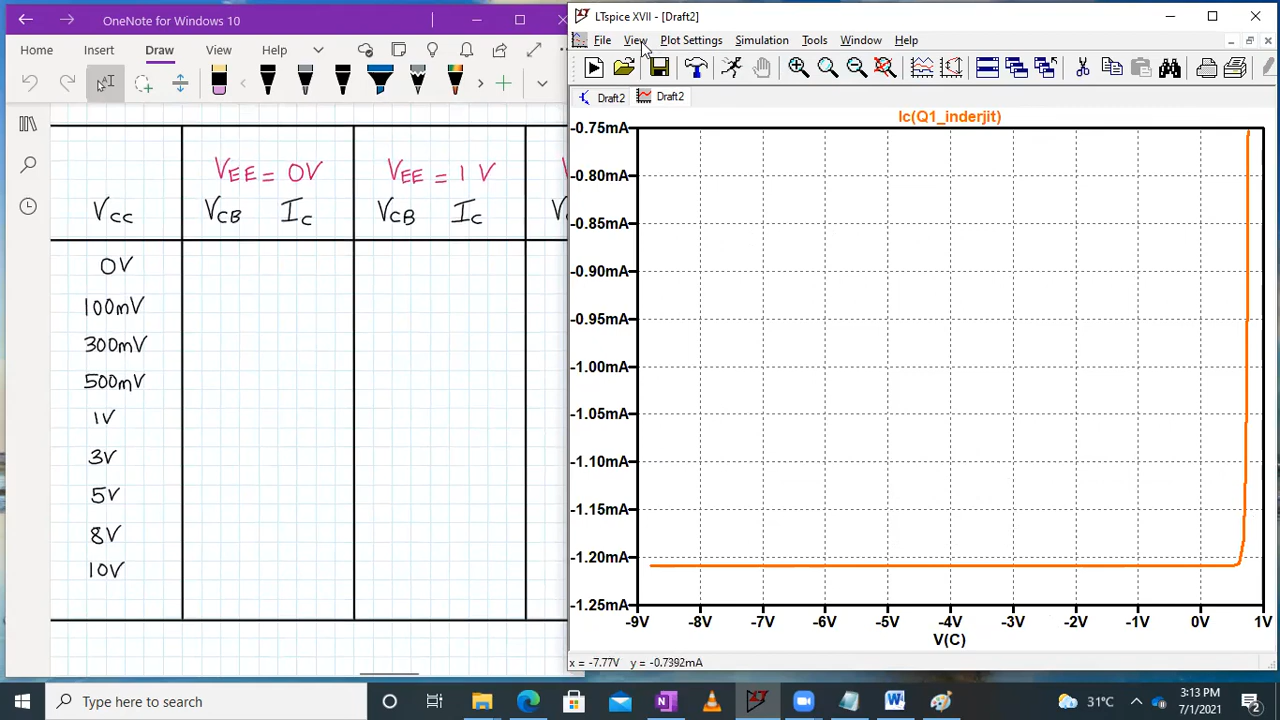 OneNote for Windows 10
Home Insert Draw View Help
VCC
VEE = 0V
VCB IC
VEE = 1 V
VCB IC
0V
100mV
300mV
500mV
1V
3V
5V
8V
10V
LTspice XVII - [Draft2]
File View Plot Settings Simulation Tools Window Help
Draft2 Draft2
Ic(Q1_inderjit)
-0.75mA
-0.80mA
-0.85mA
-0.90mA
-0.95mA
-1.00mA
-1.05mA
-1.10mA
-1.15mA
-1.20mA
-1.25mA
-9V -8V -7V -6V -5V -4V -3V -2V -1V 0V 1V
V(C)
x = -7.77V y = -0.7392mA
Type here to search
31°C
3:13 PM
7/1/2021
2